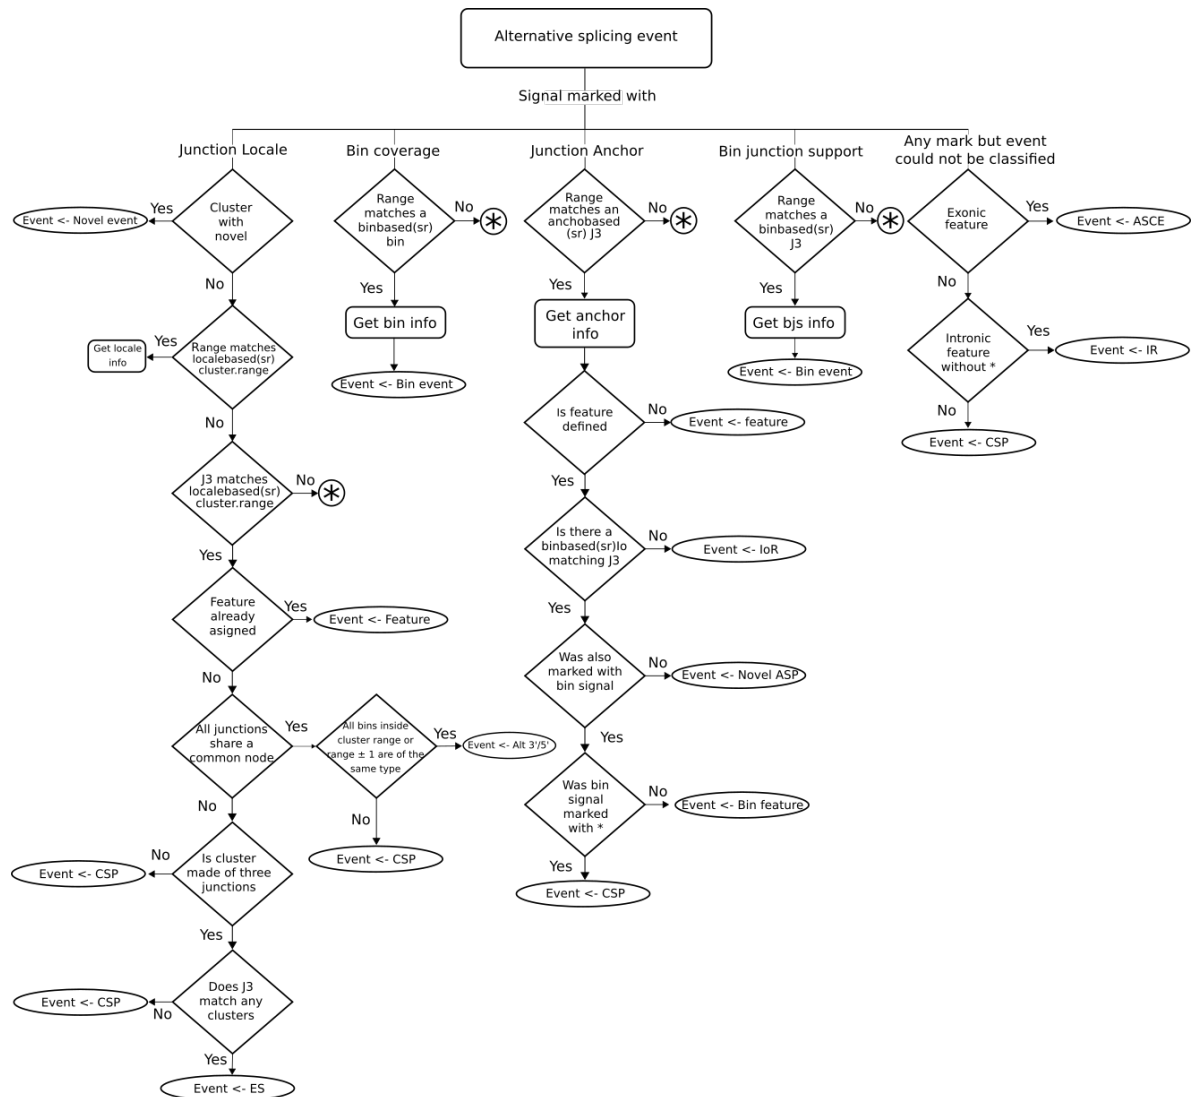 Alternative splicing event
Signal marked with
Junction Locale
Bin coverage
Junction Anchor
Bin junction support
Any mark but event
could not be classified
Cluster
with
novel
Yes
Event <- Novel event
No
Range matches
localebased(sr)
cluster.range
Yes
Get locale
info
No
J3 matches
localebased(sr)
cluster.range
No
*
Yes
Feature
already
asigned
Yes
Event <- Feature
No
All junctions
share a
common node
Yes
All bins inside
cluster range or
range ± 1 are of the
same type
Yes
Event <- Alt 3'/5'
No
Event <- CSP
No
Is cluster
made of three
junctions
No
Event <- CSP
Yes
Does J3
match any
clusters
No
Event <- CSP
Yes
Event <- ES
Range
matches a
binbased(sr)
bin
No
*
Yes
Get bin info
Event <- Bin event
Range
matches an
anchobased
(sr) J3
No
*
Yes
Get anchor
info
Is feature
defined
No
Event <- feature
Yes
Is there a
binbased(sr)Io
matching J3
No
Event <- IoR
Yes
Was also
marked with
bin signal
No
Event <- Novel ASP
Yes
Was bin
signal
marked
with *
No
Event <- Bin feature
Yes
Event <- CSP
Range
matches a
binbased(sr)
J3
No
*
Yes
Get bjs info
Event <- Bin event
Exonic
feature
Yes
Event <- ASCE
No
Intronic
feature
without *
Yes
Event <- IR
No
Event <- CSP